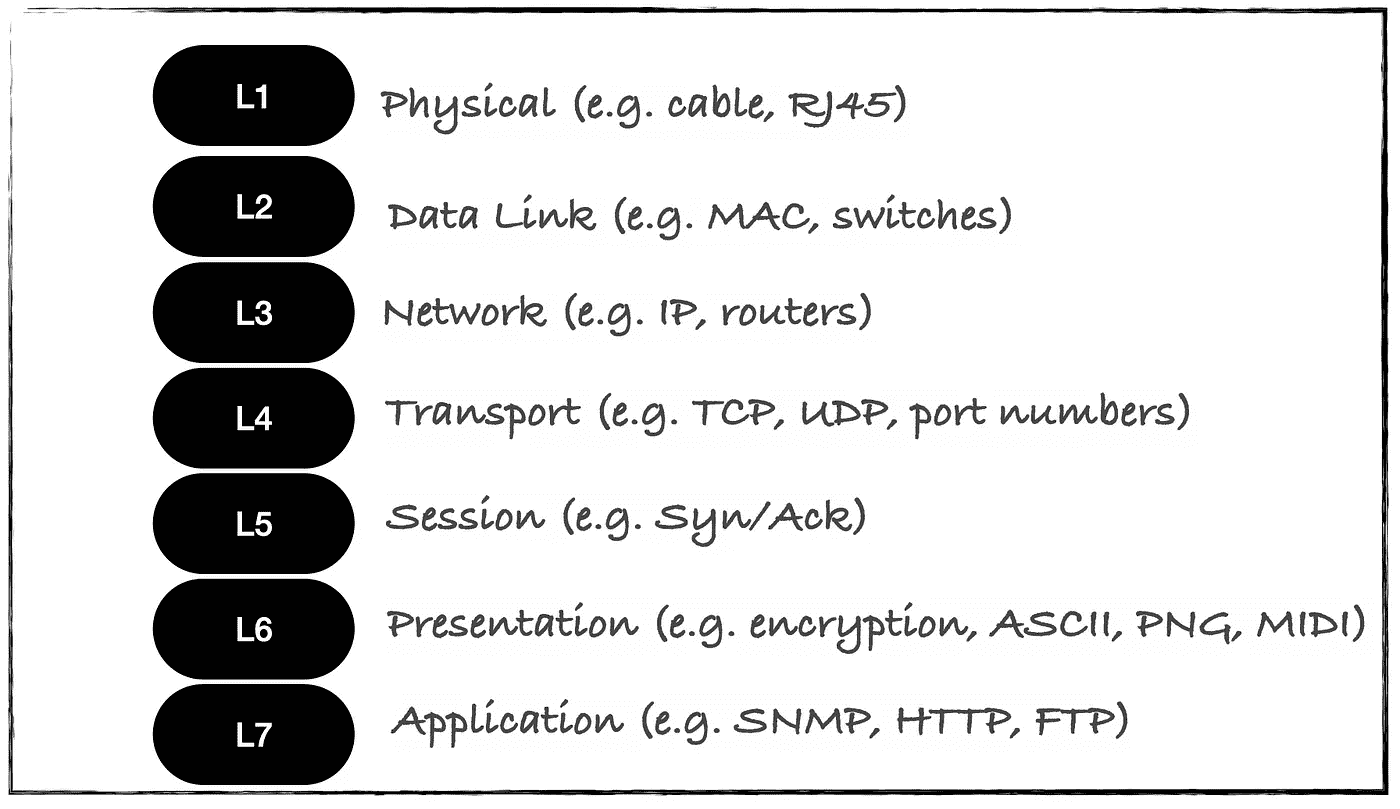 L1 Physical (e.g. cable, RJ45)
L2 Data Link (e.g. MAC, switches)
L3 Network (e.g. IP, routers)
L4 Transport (e.g. TCP, UDP, port numbers)
L5 Session (e.g. Syn/Ack)
L6 Presentation (e.g. encryption, ASCII, PNG, MIDI)
L7 Application (e.g. SNMP, HTTP, FTP)